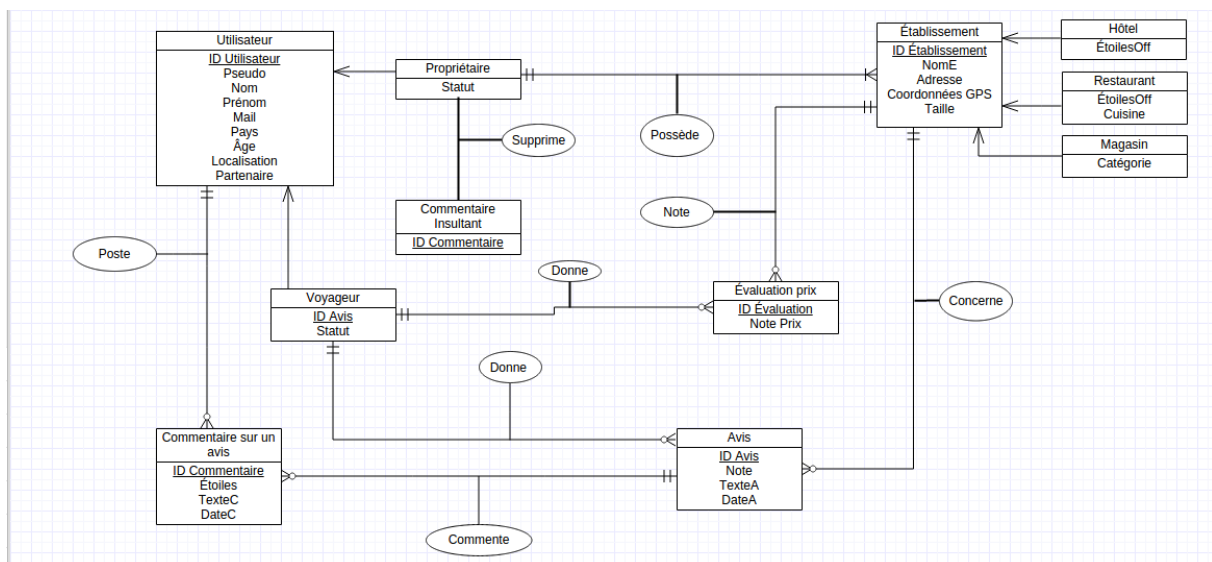 Utilisateur
ID Utilisateur
Pseudo
Nom
Prénom
Mail
Pays
Âge
Localisation
Partenaire
Propriétaire
Statut
Supprime
Commentaire
Insultant
ID Commentaire
Possède
Note
Établissement
ID Établissement
NomE
Adresse
Coordonnées GPS
Taille
Hôtel
ÉtoilesOff
Restaurant
ÉtoilesOff
Cuisine
Magasin
Catégorie
Poste
Voyageur
ID Avis
Statut
Donne
Évaluation prix
ID Évaluation
Note Prix
Concerne
Donne
Commentaire sur un
avis
ID Commentaire
Étoiles
TexteC
DateC
Avis
ID Avis
Note
TexteA
DateA
Commente